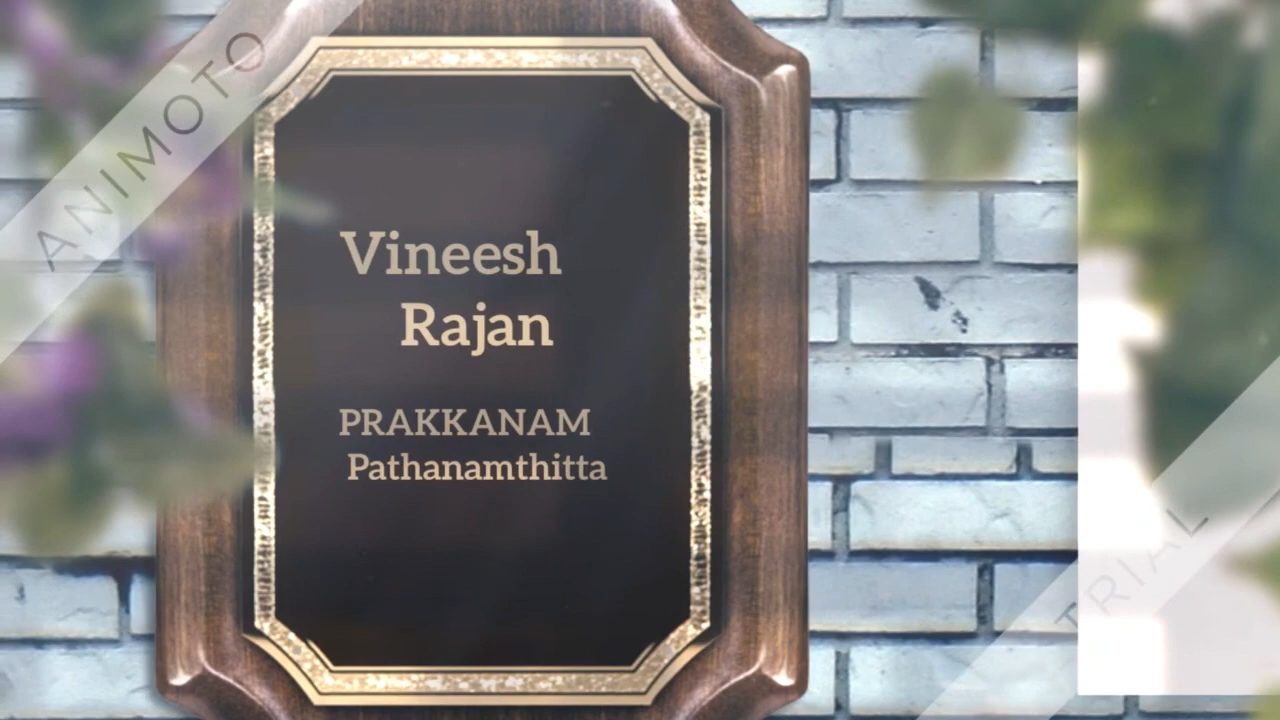 ANIMOTO
Vineesh
Rajan
PRAKKANAM
Pathanamthitta
TRIAL